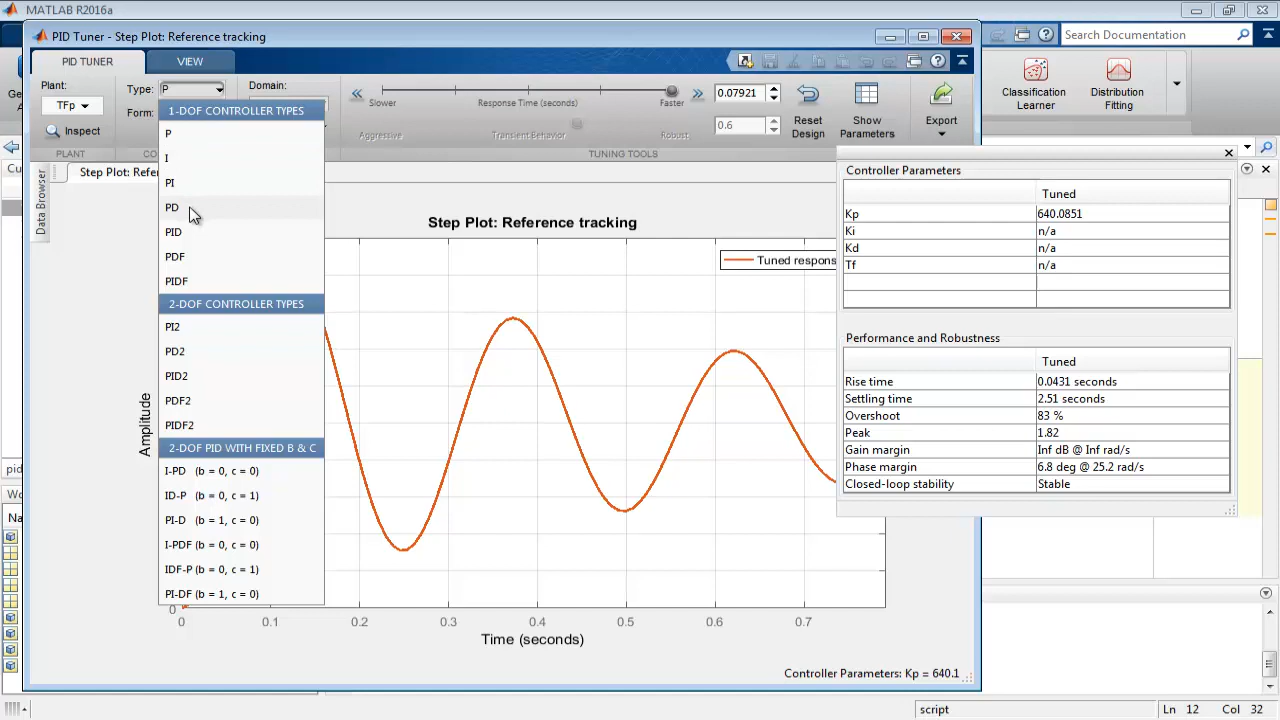 MATLAB R2016a
PID Tuner - Step Plot: Reference tracking
Search Documentation
PID TUNER
VIEW
Plant:
TFp
Inspect
PLANT
Type:
P
Form:
CO
Domain:
Slower
Response Time (seconds)
Faster
0.07921
Aggressive
Transient Behavior
Robust
0.6
Reset
Design
Show
Parameters
Export
TUNING TOOLS
Classification
Learner
Distribution
Fitting
Ge
A
Cu
Data Browser
Step Plot: Refer
1-DOF CONTROLLER TYPES
P
I
PI
PD
PID
PDF
PIDF
2-DOF CONTROLLER TYPES
PI2
PD2
PID2
PDF2
PIDF2
2-DOF PID WITH FIXED B & C
I-PD (b = 0, c = 0)
ID-P (b = 0, c = 1)
PI-D (b = 1, c = 0)
I-PDF (b = 0, c = 0)
IDF-P (b = 0, c = 1)
PI-DF (b = 1, c = 0)
Step Plot: Reference tracking
Tuned respons
Amplitude
0
0 0.1 0.2 0.3 0.4 0.5 0.6 0.7
Time (seconds)
Controller Parameters
Tuned
Kp 640.0851
Ki n/a
Kd n/a
Tf n/a
Performance and Robustness
Tuned
Rise time 0.0431 seconds
Settling time 2.51 seconds
Overshoot 83 %
Peak 1.82
Gain margin Inf dB @ Inf rad/s
Phase margin 6.8 deg @ 25.2 rad/s
Closed-loop stability Stable
pid
Wo
Na
Controller Parameters: Kp = 640.1
script
Ln 12 Col 32